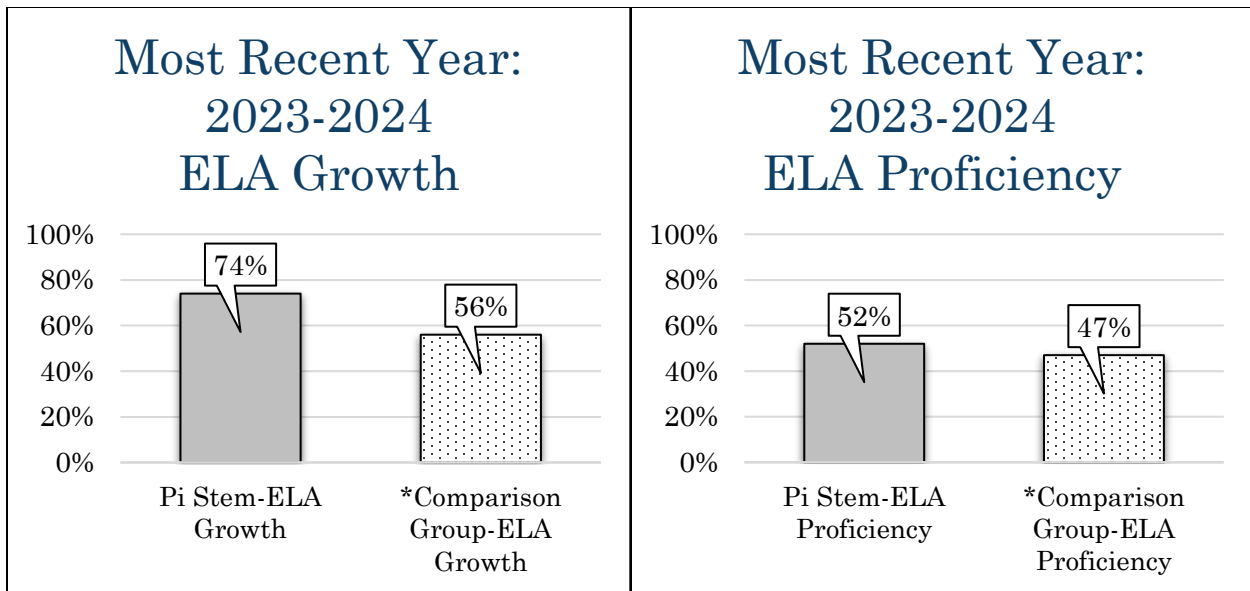 Most Recent Year:
2023-2024
ELA Growth
100%
80%
60%
40%
20%
0%
74%
56%
Pi Stem-ELA
Growth
*Comparison
Group-ELA
Growth
Most Recent Year:
2023-2024
ELA Proficiency
100%
80%
60%
40%
20%
0%
52%
47%
Pi Stem-ELA
Proficiency
*Comparison
Group-ELA
Proficiency